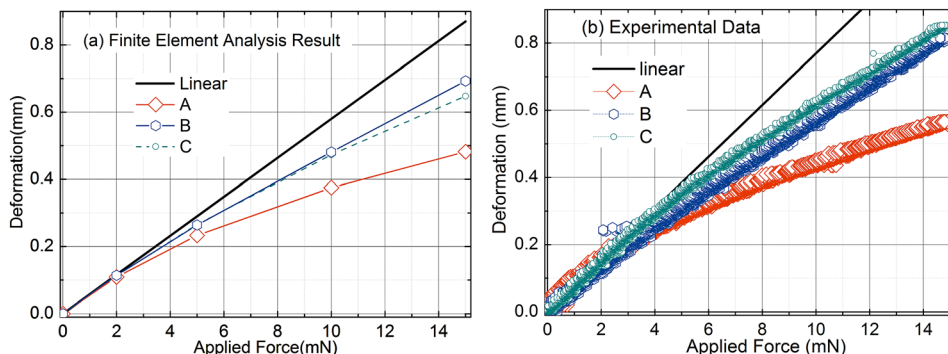 (a) Finite Element Analysis Result
Linear
A
B
C
Deformation(mm)
0.8
0.6
0.4
0.2
0.0
0 2 4 6 8 10 12 14
Applied Force(mN)
(b) Experimental Data
linear
A
B
C
Deformation (mm)
0.8
0.6
0.4
0.2
0.0
0 2 4 6 8 10 12 14
Applied Force (mN)